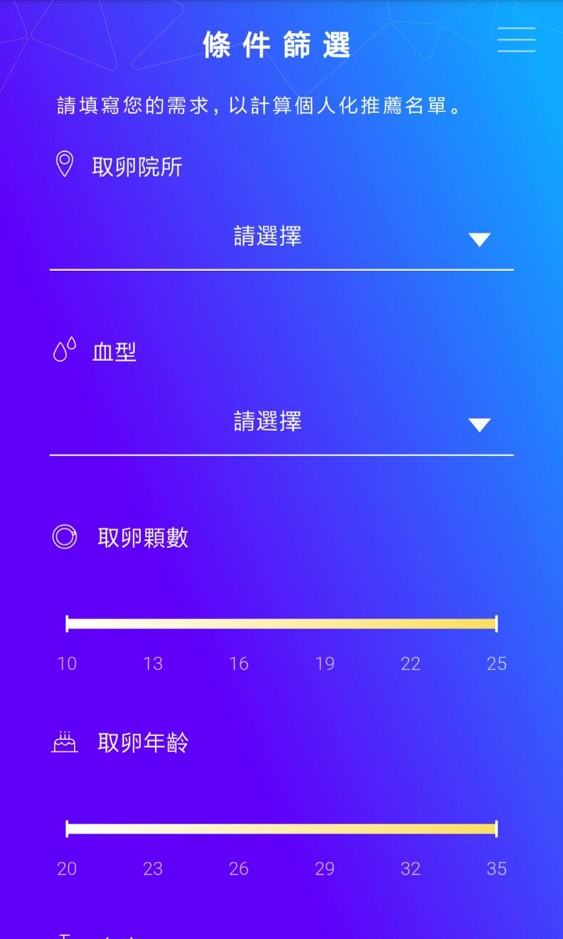 條件篩選
請填寫您的需求，以計算個人化推薦名單。
取卵院所
請選擇
血型
請選擇
取卵顆數
10 13 16 19 22 25
取卵年齡
20 23 26 29 32 35